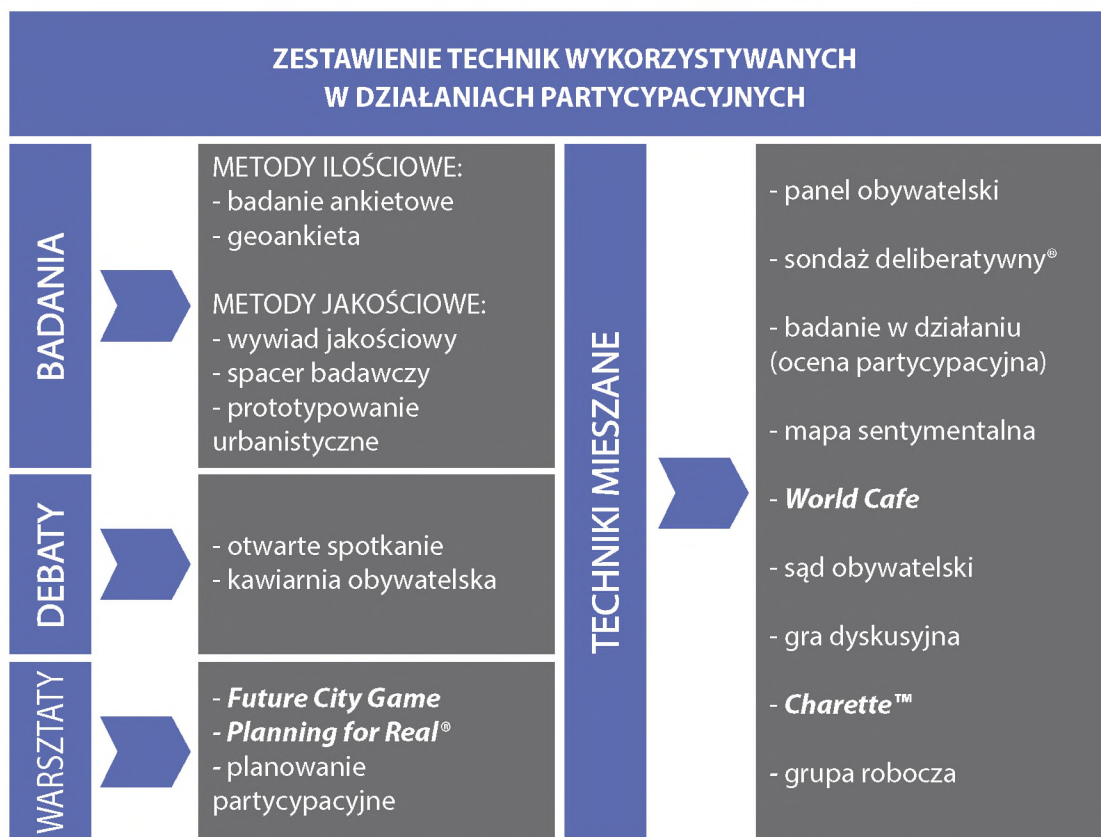 ZESTAWIENIE TECHNIK WYKORZYSTYWANYCH
W DZIAŁANIACH PARTYCYPACYJNYCH
BADANIA
METODY ILOŚCIOWE:
- badanie ankietowe
- geoankieta
METODY JAKOŚCIOWE:
- wywiad jakościowy
- spacer badawczy
- prototypowanie
urbanistyczne
DEBATY
- otwarte spotkanie
- kawiarnia obywatelska
WARSZTATY
- Future City Game
- Planning for Real®
- planowanie
partycypacyjne
TECHNIKI MIESZANE
- panel obywatelski
- sondaż deliberatywny®
- badanie w działaniu
(ocena partycypacyjna)
- mapa sentymentalna
- World Cafe
- sąd obywatelski
- gra dyskusyjna
- Charette™
- grupa robocza